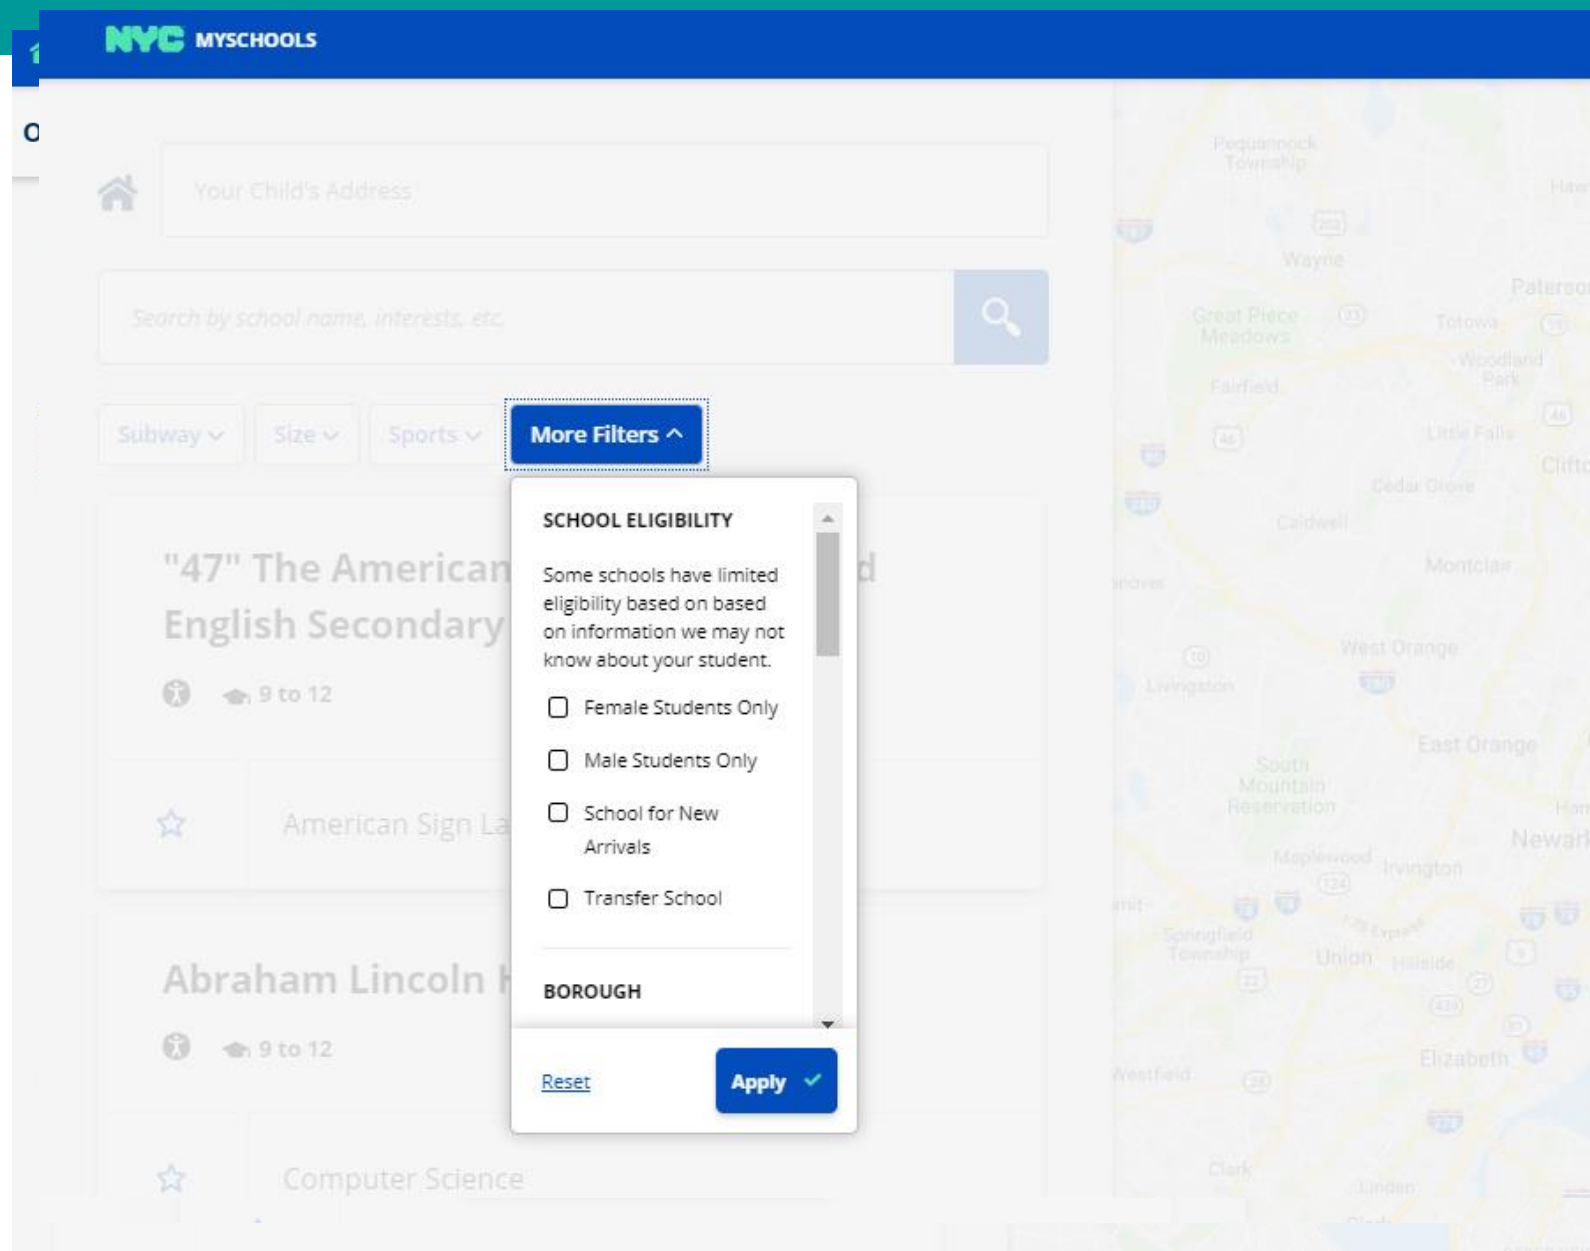 NYC MYSCHOOLS
O
Your Child's Address
Search by school name, interests, etc.
Subway
Size
Sports
More Filters
"47" The American
d
English Secondary
9 to 12
American Sign La
Abraham Lincoln H
9 to 12
Computer Science
SCHOOL ELIGIBILITY
Some schools have limited
eligibility based on based
on information we may not
know about your student.
Female Students Only
Male Students Only
School for New
Arrivals
Transfer School
BOROUGH
Reset
Apply
Pequannock
Township
Wayne
Great Piece
Meadows
Totowa
Paterson
Woodland
Park
Fairfield
Little Falls
Clifto
Cedar Grove
Caldwell
Montclair
West Orange
Livingston
East Orange
South
Mountain
Reservation
Newark
Maplewood
Irvington
Springfield
Township
Union
Hillside
Elizabeth
Westfield
Clark
Linden